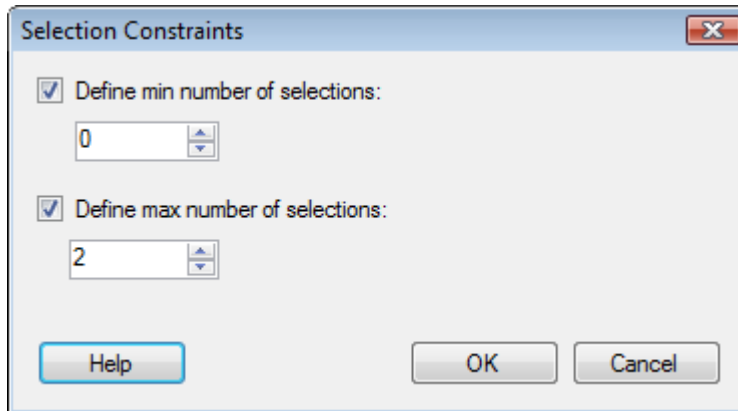 Selection Constraints
Define min number of selections:
0
Define max number of selections:
2
Help OK Cancel